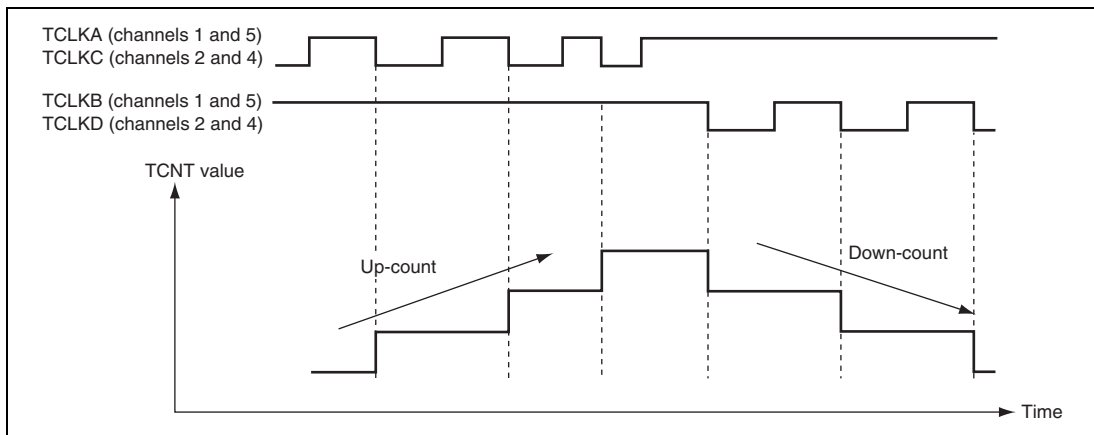 TCLKA (channels 1 and 5)
TCLKC (channels 2 and 4)
TCLKB (channels 1 and 5)
TCLKD (channels 2 and 4)
TCNT value
Up-count
Down-count
Time